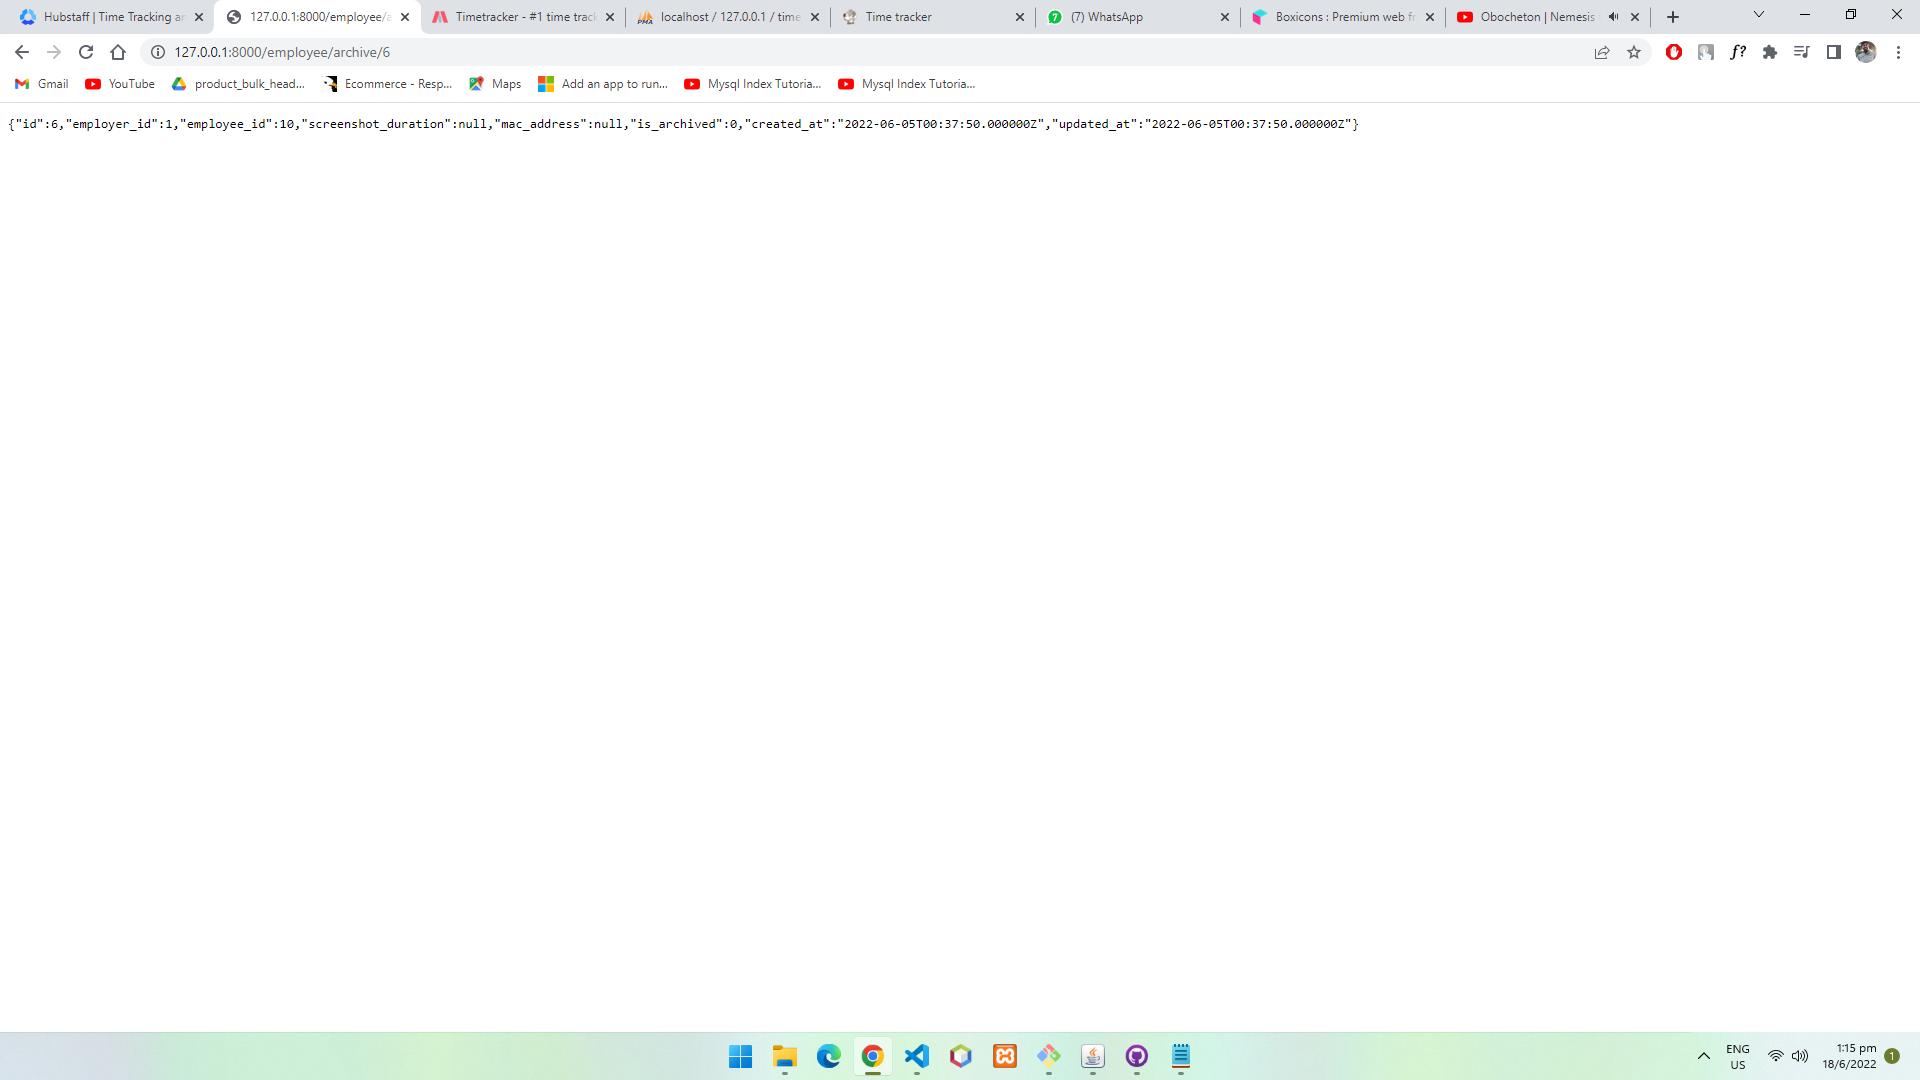 Hubstaff | Time Tracking an
127.0.0.1:8000/employee/a
Timetracker - #1 time track
localhost / 127.0.0.1 / time
Time tracker
(7) WhatsApp
Boxicons : Premium web fr
Obocheton | Nemesis
127.0.0.1:8000/employee/archive/6
f?
Gmail
YouTube
product_bulk_head...
Ecommerce - Resp...
Maps
Add an app to run...
Mysql Index Tutoria...
Mysql Index Tutoria...
{"id":6,"employer_id":1,"employee_id":10,"screenshot_duration":null,"mac_address":null,"is_archived":0,"created_at":"2022-06-05T00:37:50.000000Z","updated_at":"2022-06-05T00:37:50.000000Z"}
ENG
US
1:15 pm
18/6/2022
1